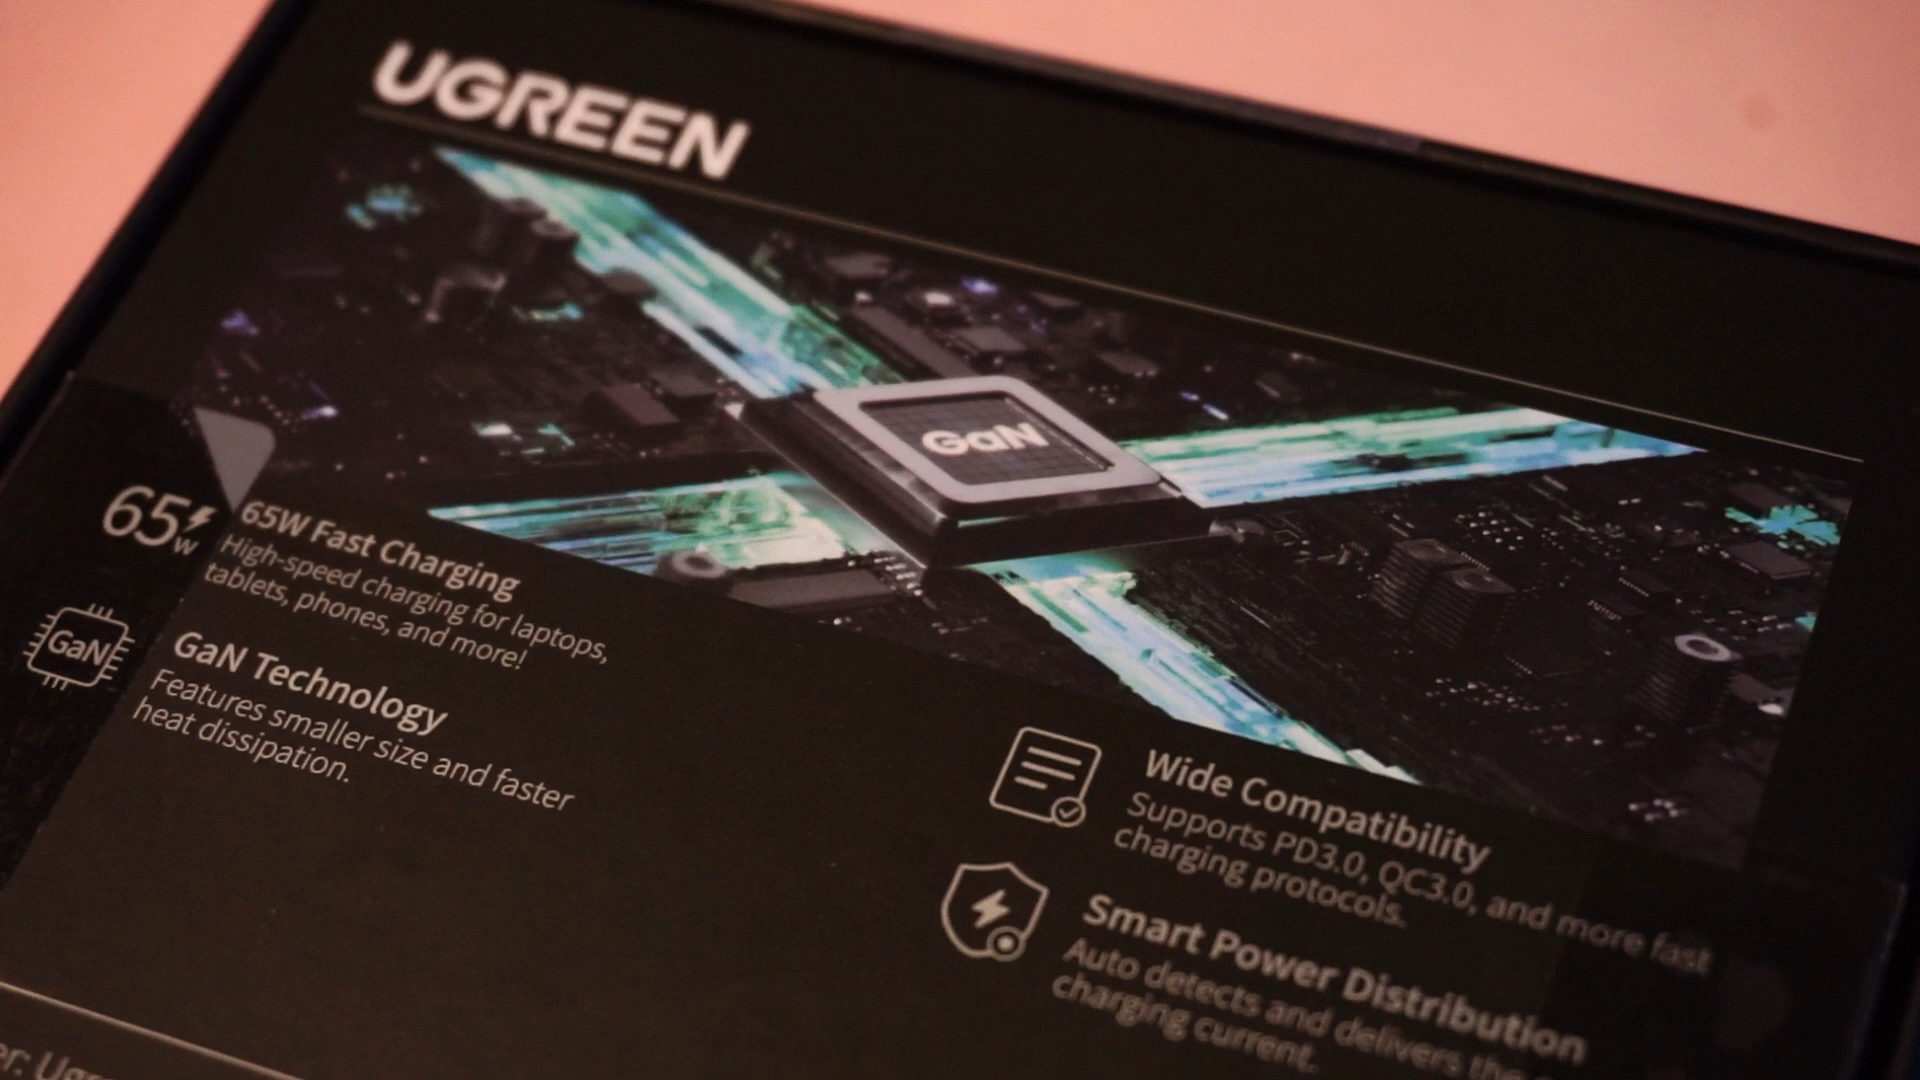 UGREEN
GaN
65W
65W Fast Charging
High-speed charging for laptops,
tablets, phones, and more!
GaN
GaN Technology
Features smaller size and faster
heat dissipation.
Wide Compatibility
Supports PD3.0, QC3.0, and more fast
charging protocols.
Smart Power Distribution
Auto detects and delivers the
charging current.